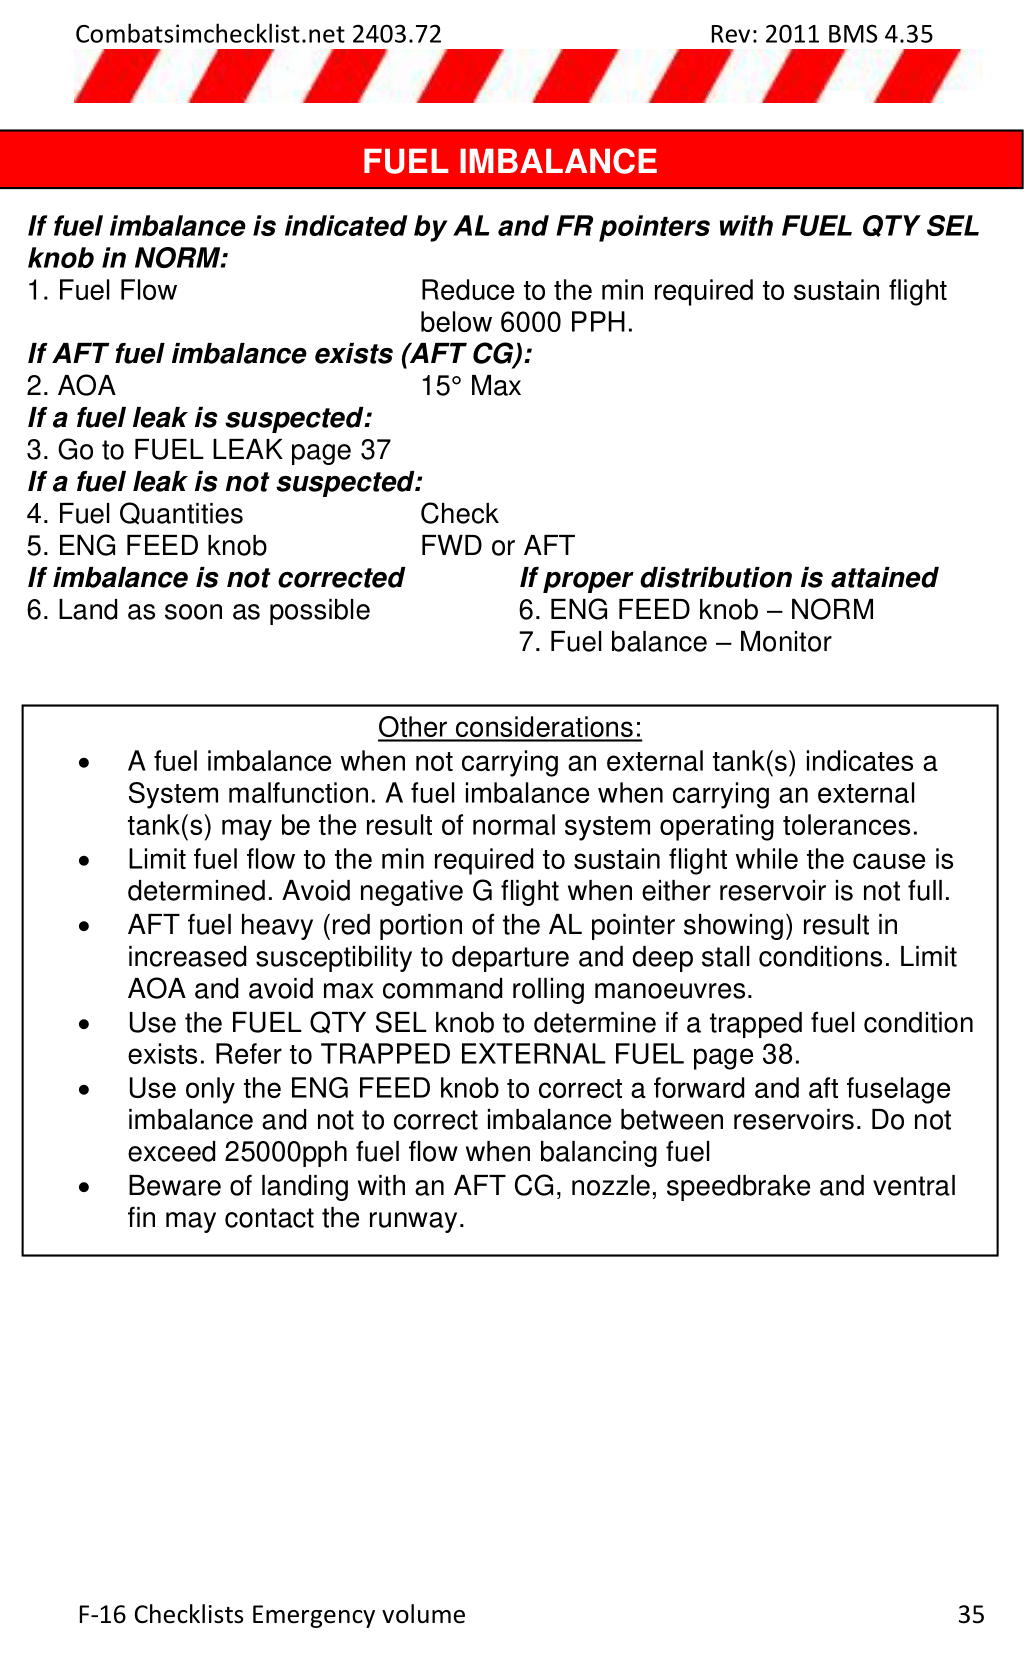 Combatsimchecklist.net 2403.72 Rev: 2011 BMS 4.35
FUEL IMBALANCE
If fuel imbalance is indicated by AL and FR pointers with FUEL QTY SEL
knob in NORM:
1. Fuel Flow Reduce to the min required to sustain flight
below 6000 PPH.
If AFT fuel imbalance exists (AFT CG):
2. AOA 15° Max
If a fuel leak is suspected:
3. Go to FUEL LEAK page 37
If a fuel leak is not suspected:
4. Fuel Quantities Check
5. ENG FEED knob FWD or AFT
If imbalance is not corrected If proper distribution is attained
6. Land as soon as possible 6. ENG FEED knob – NORM
7. Fuel balance – Monitor
Other considerations:
• A fuel imbalance when not carrying an external tank(s) indicates a
System malfunction. A fuel imbalance when carrying an external
tank(s) may be the result of normal system operating tolerances.
• Limit fuel flow to the min required to sustain flight while the cause is
determined. Avoid negative G flight when either reservoir is not full.
• AFT fuel heavy (red portion of the AL pointer showing) result in
increased susceptibility to departure and deep stall conditions. Limit
AOA and avoid max command rolling manoeuvres.
• Use the FUEL QTY SEL knob to determine if a trapped fuel condition
exists. Refer to TRAPPED EXTERNAL FUEL page 38.
• Use only the ENG FEED knob to correct a forward and aft fuselage
imbalance and not to correct imbalance between reservoirs. Do not
exceed 25000pph fuel flow when balancing fuel
• Beware of landing with an AFT CG, nozzle, speedbrake and ventral
fin may contact the runway.
F-16 Checklists Emergency volume 35